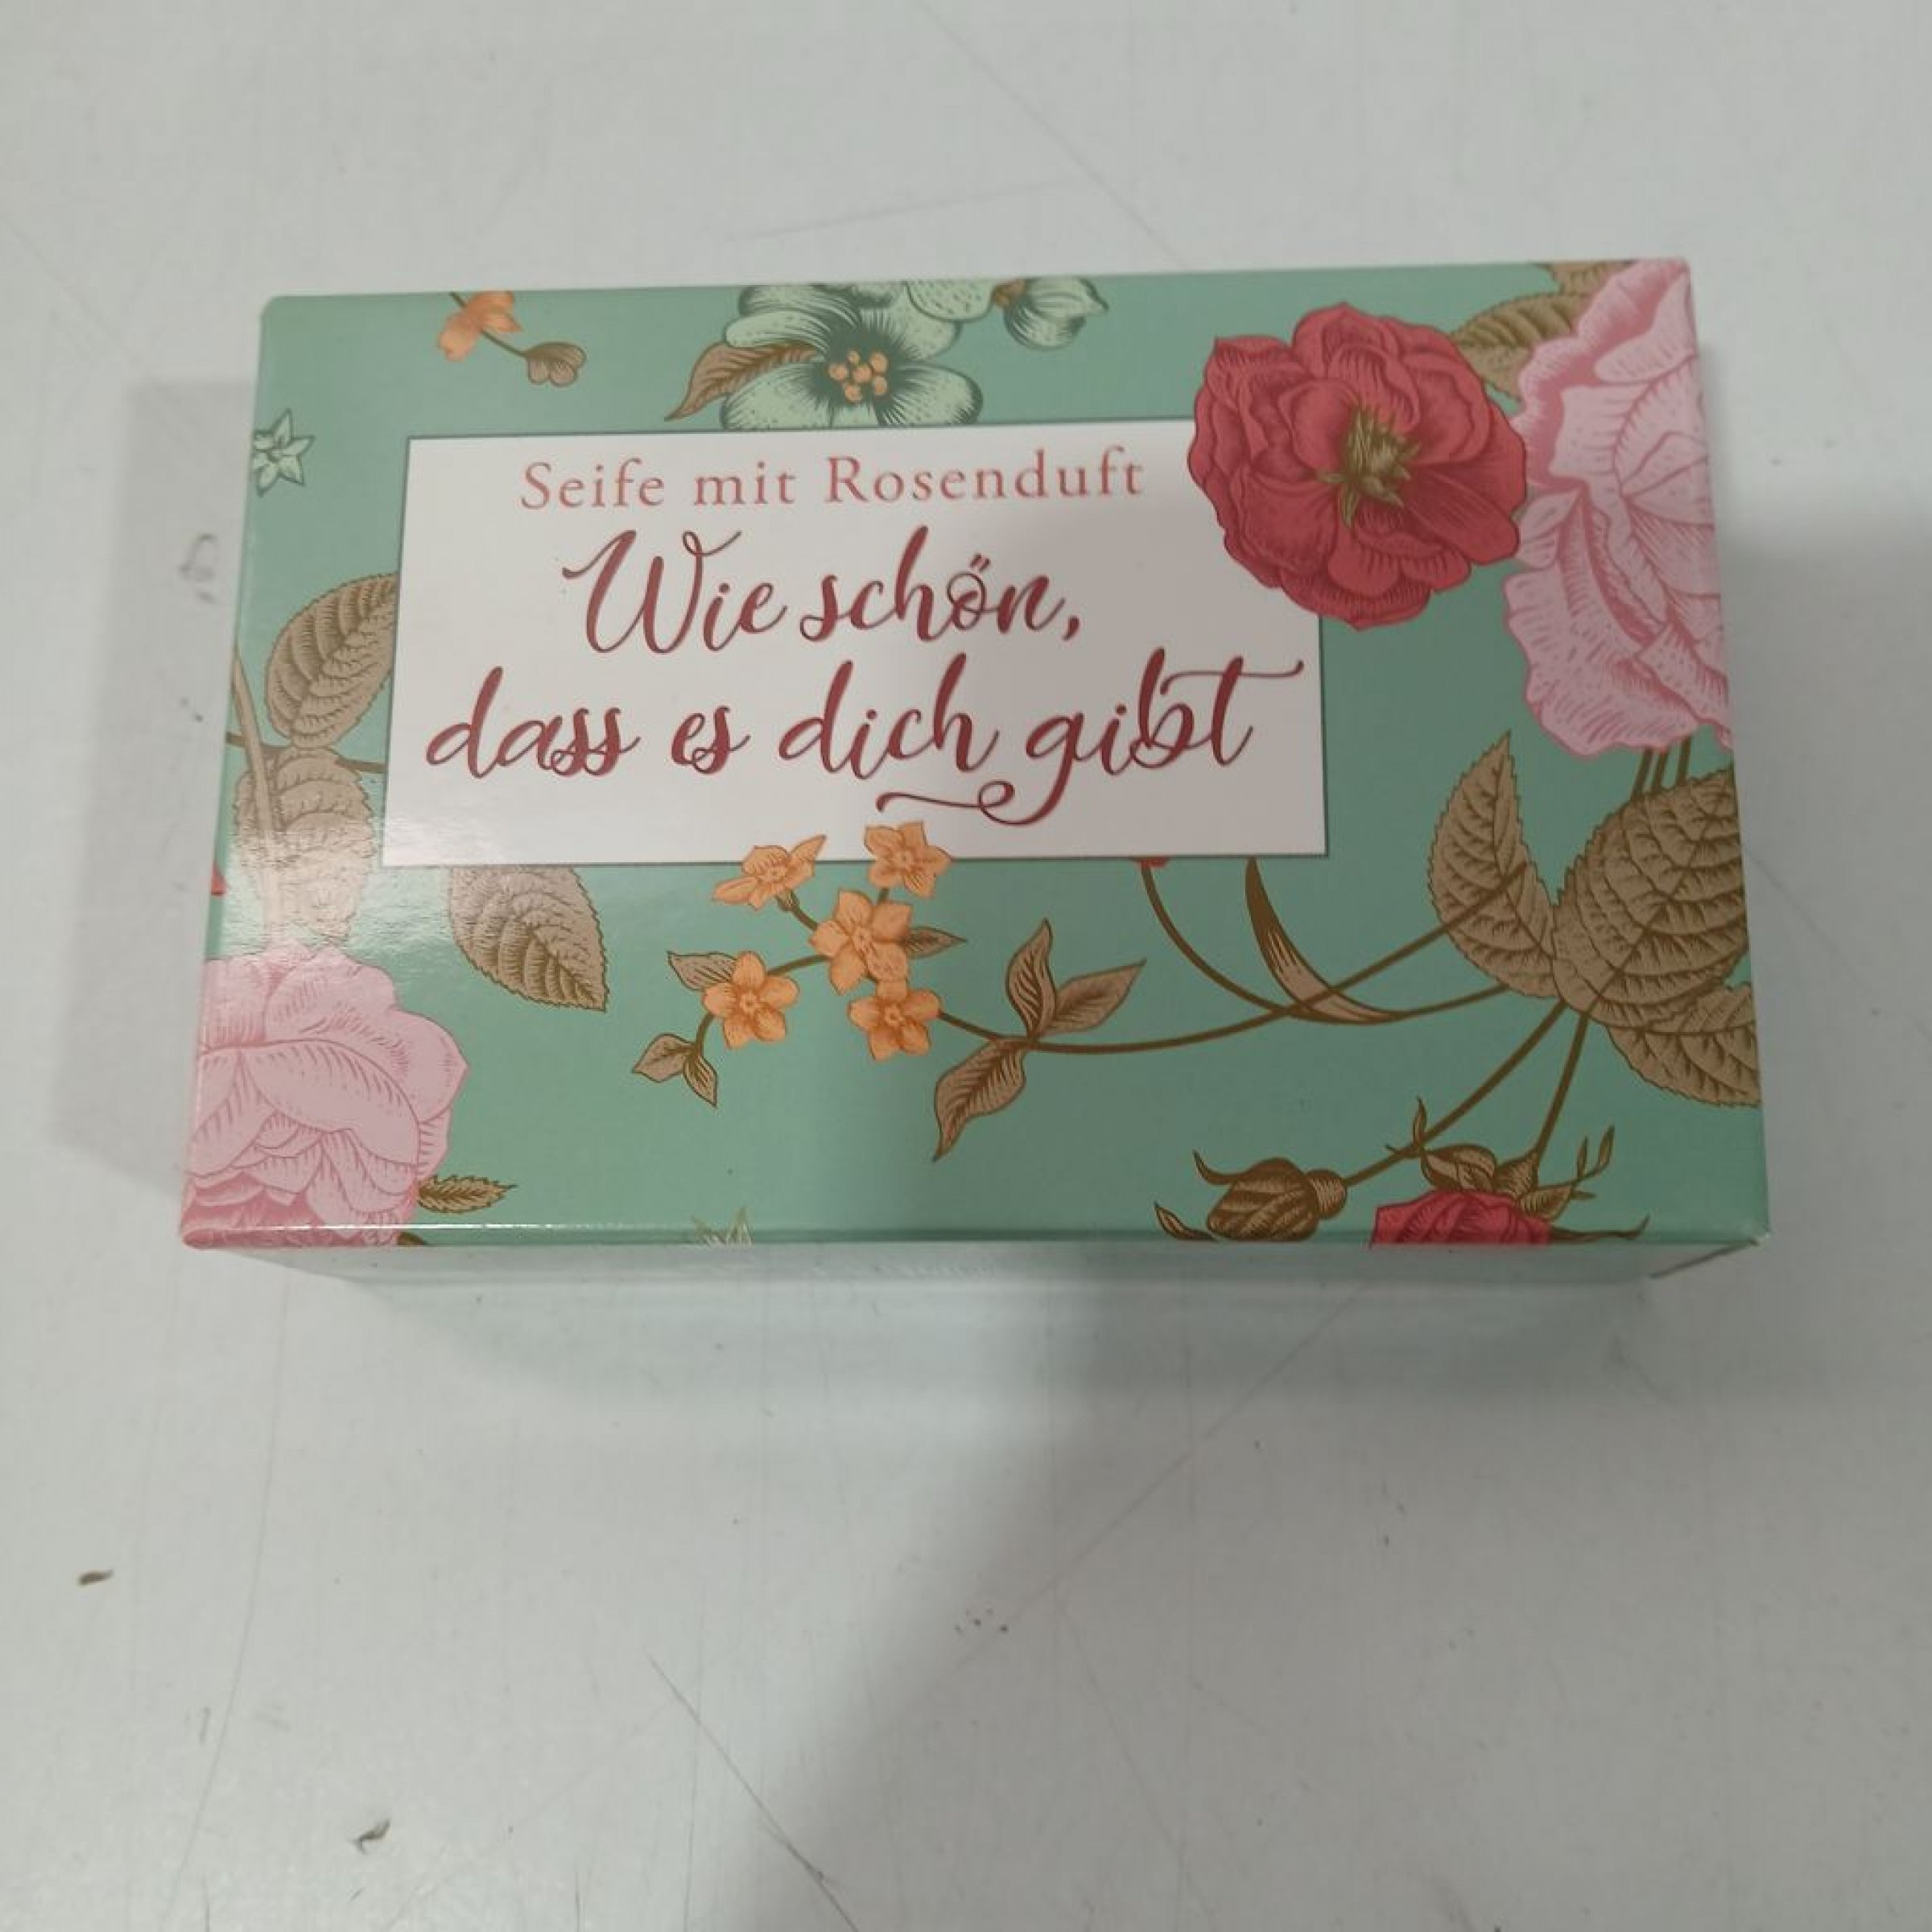 Seife mit Rosenduft
Wie schön,
dass es dich gibt